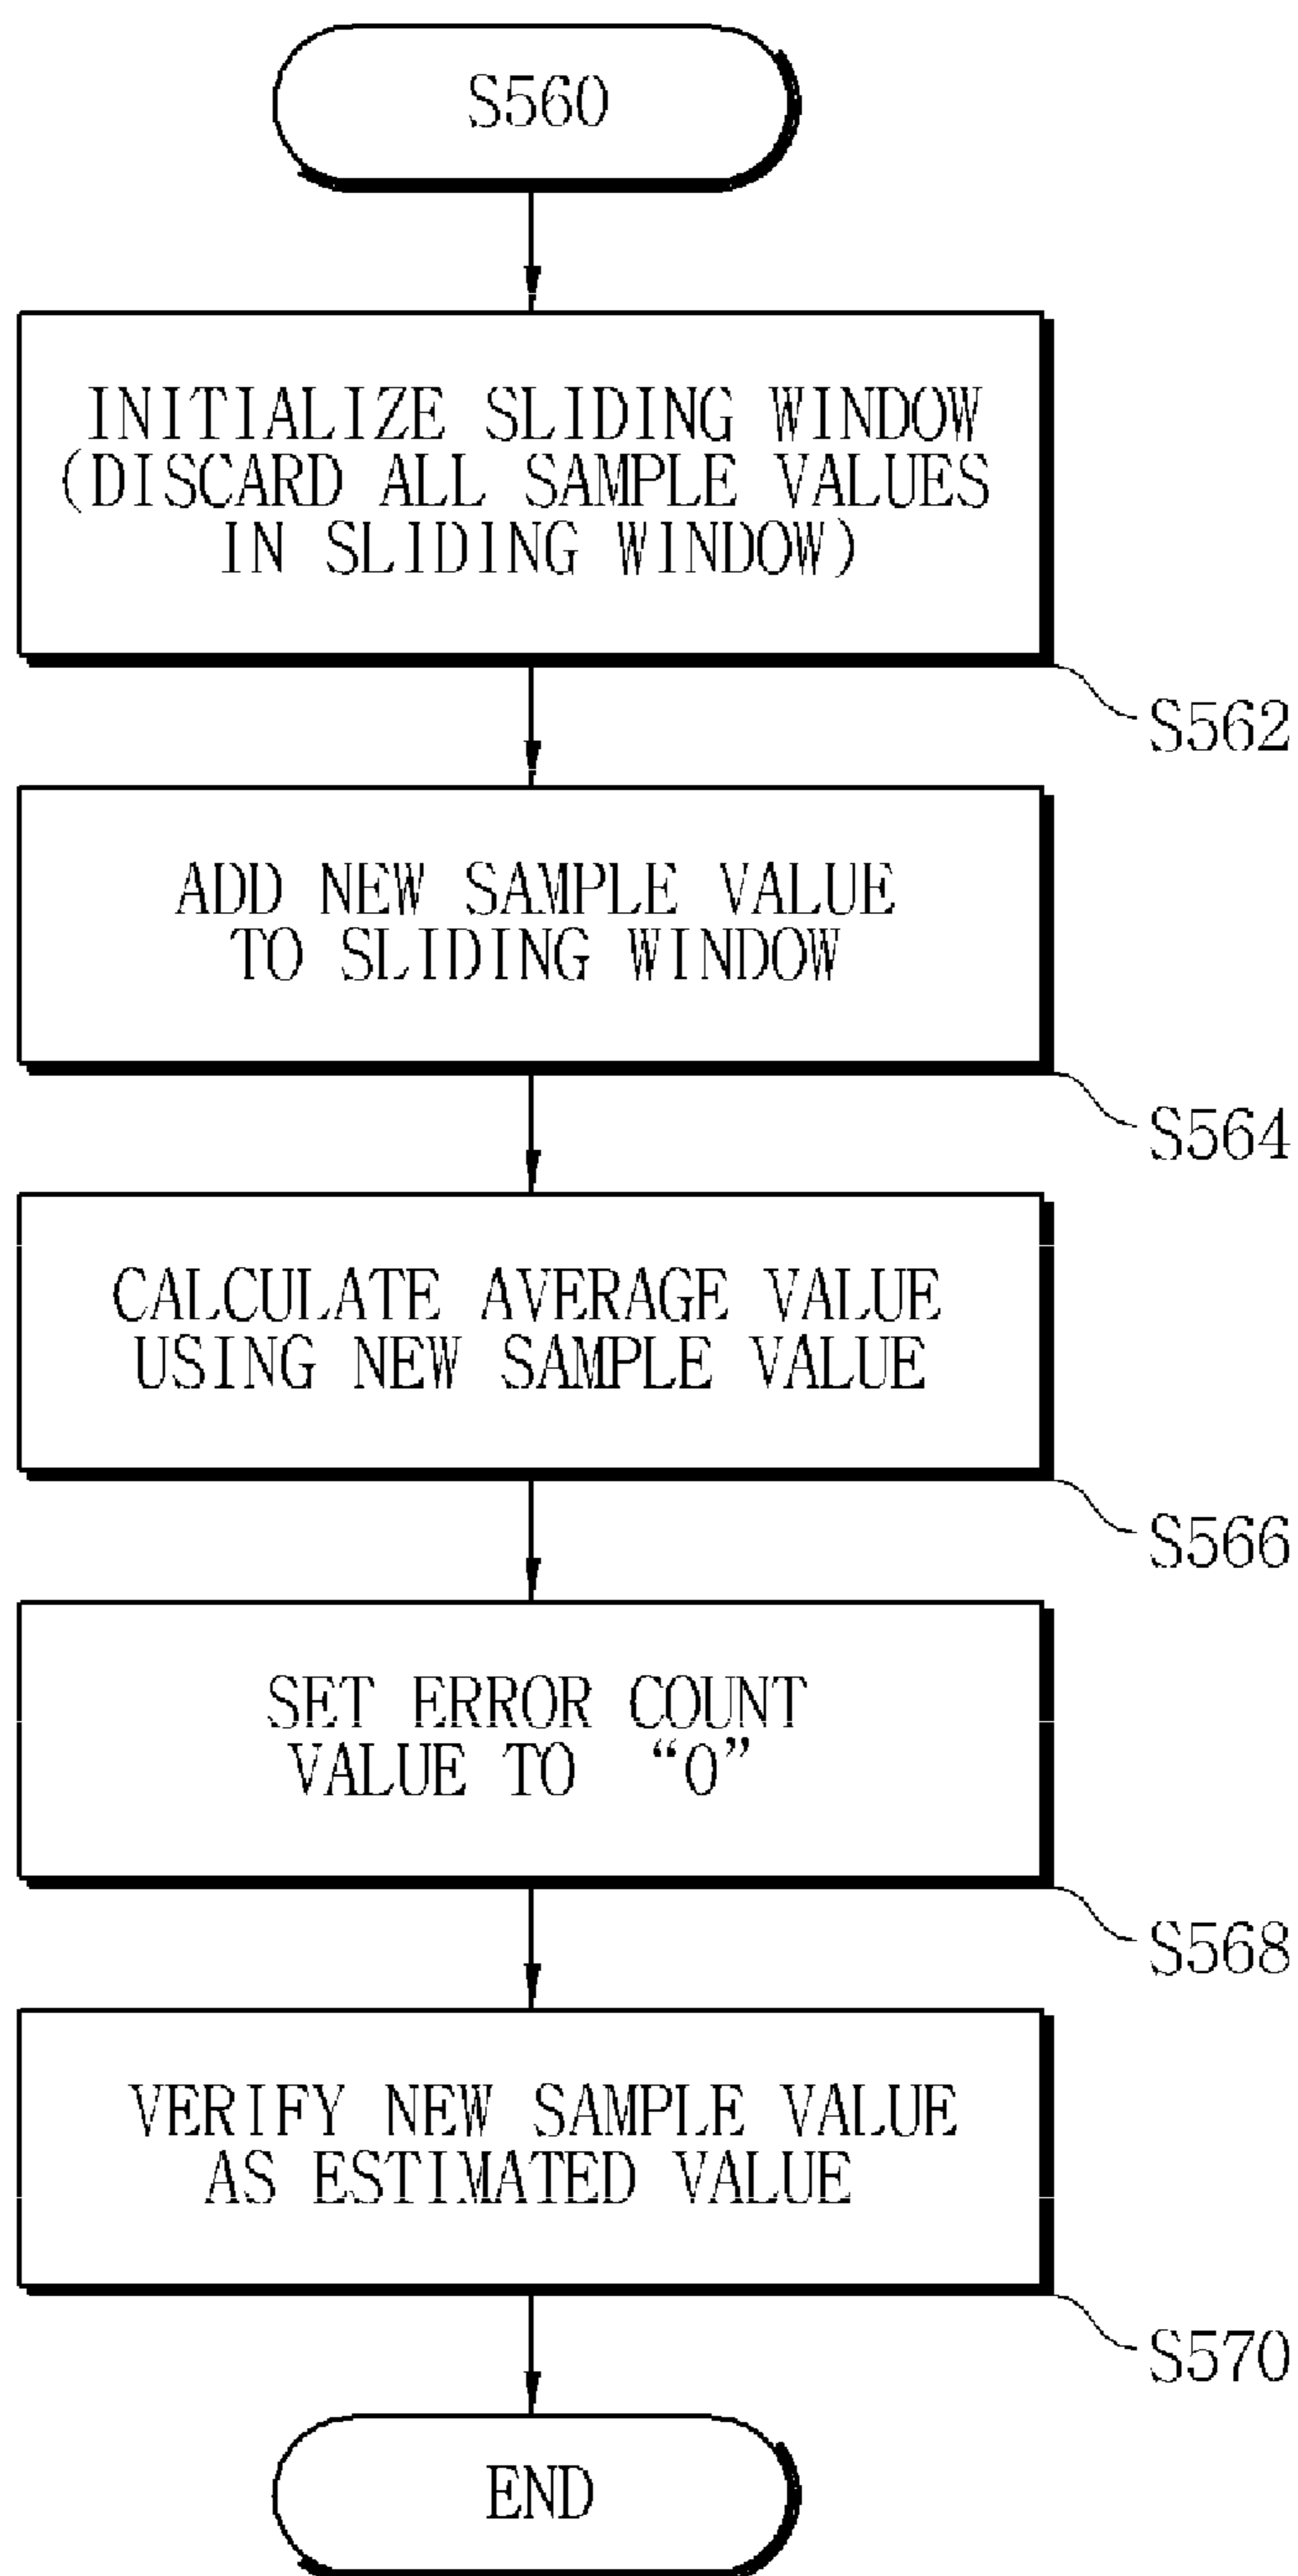 S560
INITIALIZE SLIDING WINDOW
(DISCARD ALL SAMPLE VALUES
IN SLIDING WINDOW)
S562
ADD NEW SAMPLE VALUE
TO SLIDING WINDOW
S564
CALCULATE AVERAGE VALUE
USING NEW SAMPLE VALUE
S566
SET ERROR COUNT
VALUE TO “0”
S568
VERIFY NEW SAMPLE VALUE
AS ESTIMATED VALUE
S570
END